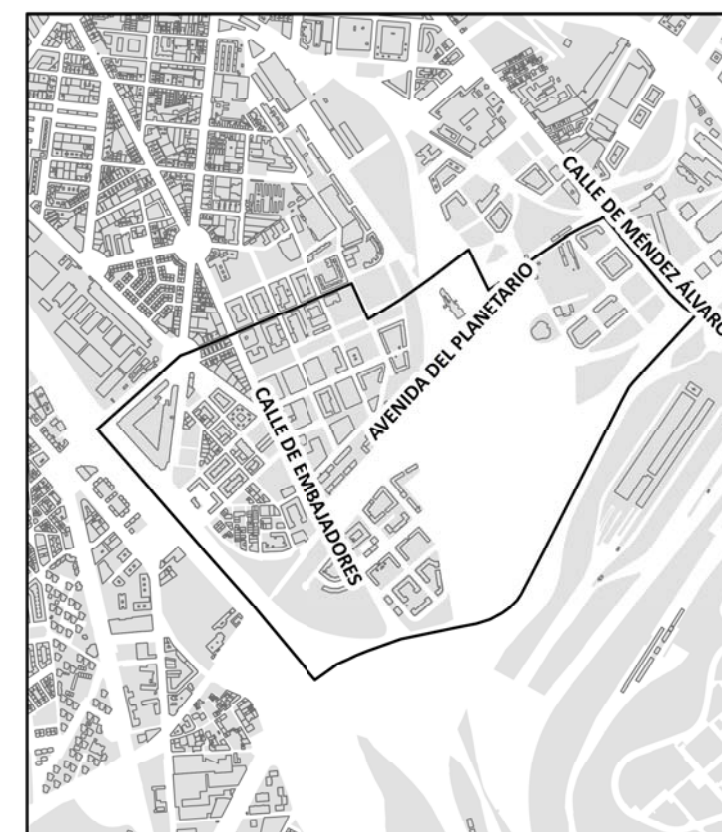 CALLE DE MÉNDEZ ÁLVARO
AVENIDA DEL PLANETARIO
CALLE DE EMBAJADORES